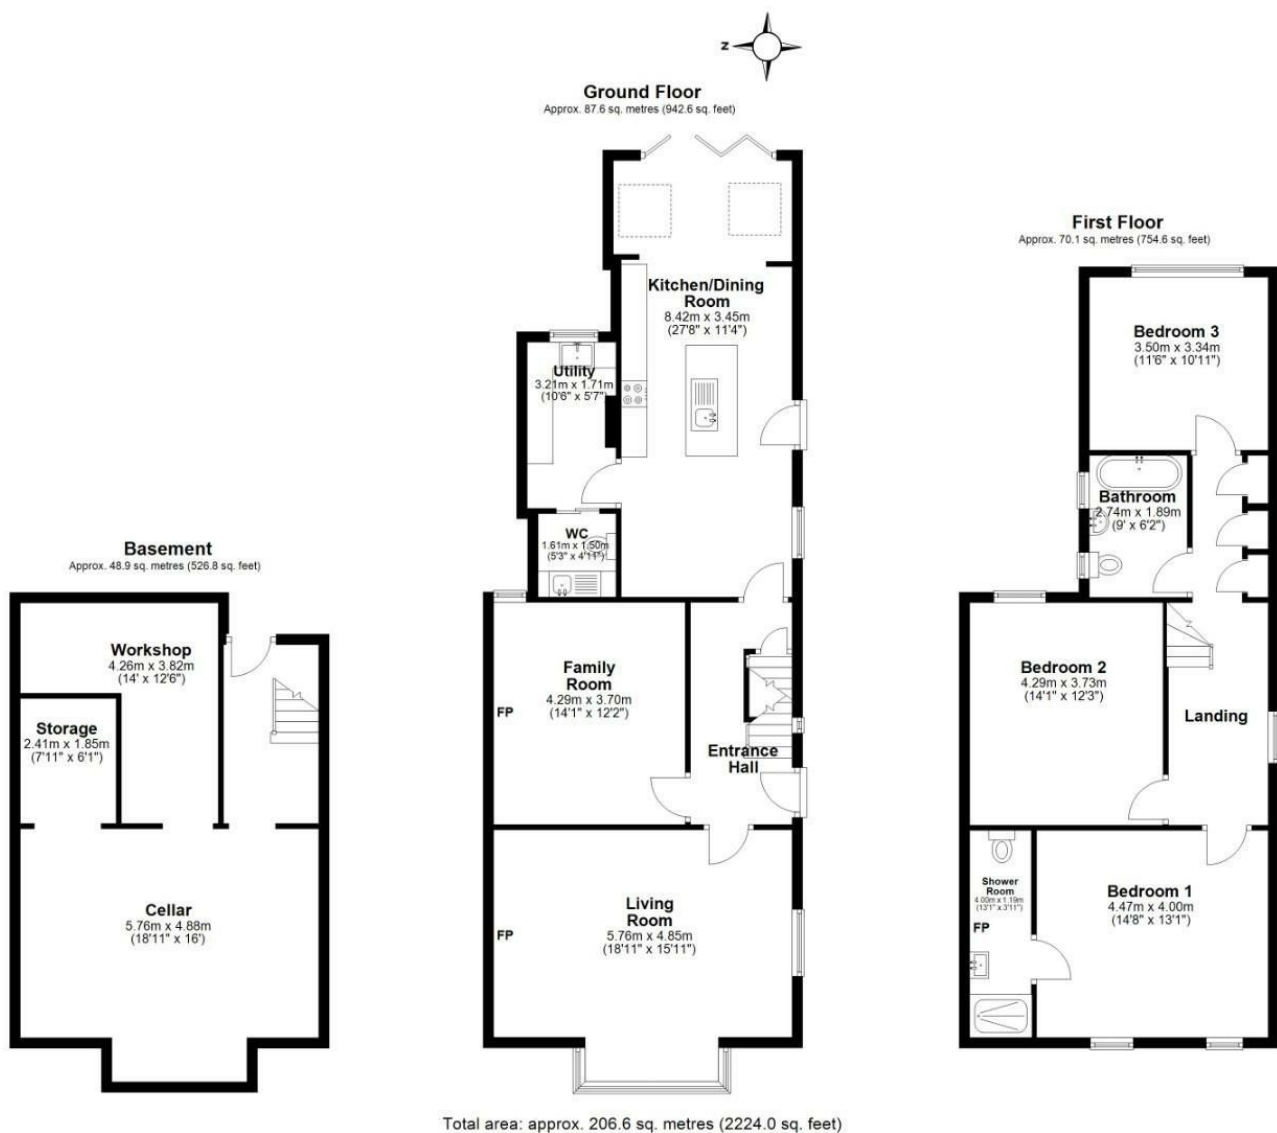 Z
Ground Floor
Approx. 87.6 sq. metres (942.6 sq. feet)
Kitchen/Dining
Room
8.42m x 3.45m
(27'8" x 11'4")
Utility
3.21m x 1.71m
(10'6" x 5'7")
WC
1.61m x 1.50m
(5'3" x 4'11")
Family
Room
4.29m x 3.70m
(14'1" x 12'2")
FP
Entrance
Hall
Living
Room
5.76m x 4.85m
(18'11" x 15'11")
FP
First Floor
Approx. 70.1 sq. metres (754.6 sq. feet)
Bedroom 3
3.50m x 3.34m
(11'6" x 10'11")
Bathroom
2.74m x 1.89m
(9' x 6'2")
Bedroom 2
4.29m x 3.73m
(14'1" x 12'3")
Landing
Shower
Room
4.00m x 1.19m
(13'1" x 3'11")
FP
Bedroom 1
4.47m x 4.00m
(14'8" x 13'1")
Basement
Approx. 48.9 sq. metres (526.8 sq. feet)
Workshop
4.26m x 3.82m
(14' x 12'6")
Storage
2.41m x 1.85m
(7'11" x 6'1")
Cellar
5.76m x 4.88m
(18'11" x 16')
Total area: approx. 206.6 sq. metres (2224.0 sq. feet)